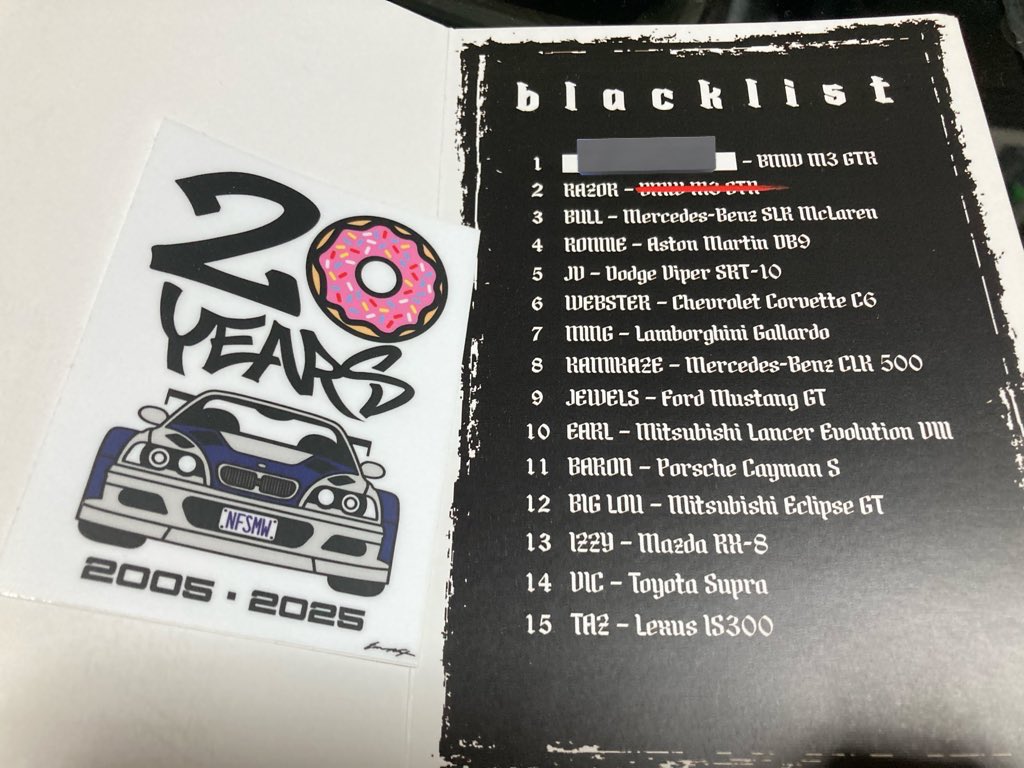 20
YEARS
NFSMW
2005 · 2025
blacklist
1 – BMW M3 GTR
2 RAZOR – BMW M3 GTR
3 BULL – Mercedes-Benz SLR McLaren
4 RONNIE – Aston Martin DB9
5 JV – Dodge Viper SRT-10
6 WEBSTER – Chevrolet Corvette C6
7 MING – Lamborghini Gallardo
8 KAMIKAZE – Mercedes-Benz CLK 500
9 JEWELS – Ford Mustang GT
10 EARL – Mitsubishi Lancer Evolution VIII
11 BARON – Porsche Cayman S
12 BIG LOU – Mitsubishi Eclipse GT
13 IZZY – Mazda RX-8
14 VIC – Toyota Supra
15 TAZ – Lexus IS300